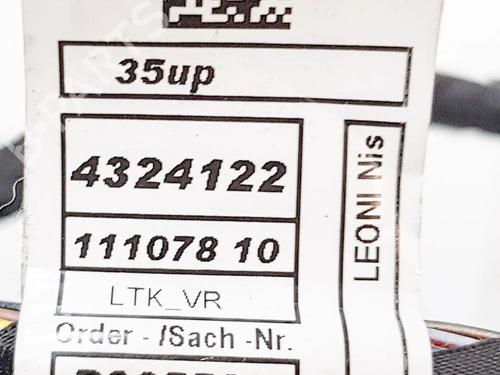 35up
4324122
111078 10
LTK_VR
Order - /Sach -Nr.
LEONI Nis